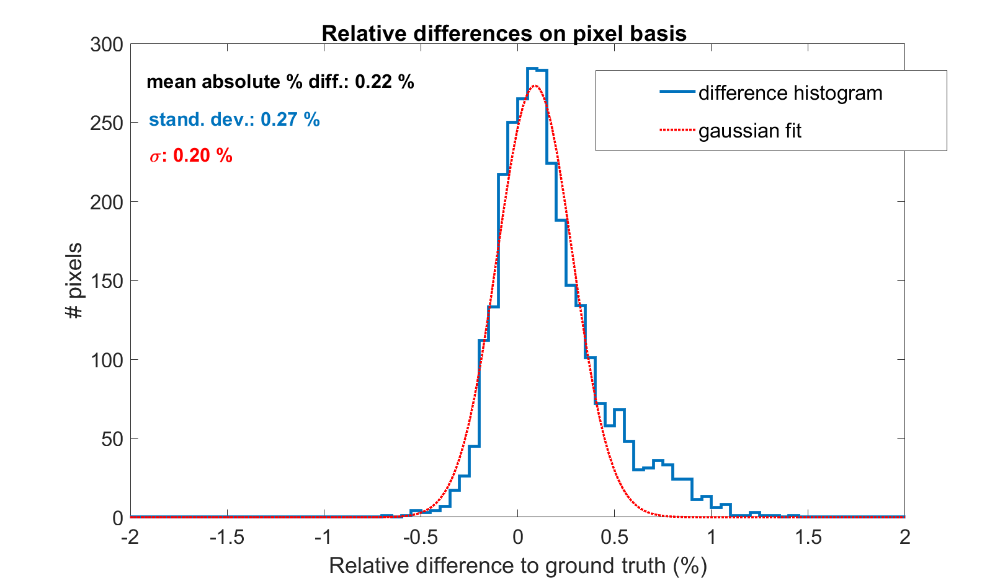 Relative differences on pixel basis
mean absolute % diff.: 0.22 %
stand. dev.: 0.27 %
σ: 0.20 %
difference histogram
gaussian fit
# pixels
300
250
200
150
100
50
0
-2 -1.5 -1 -0.5 0 0.5 1 1.5 2
Relative difference to ground truth (%)